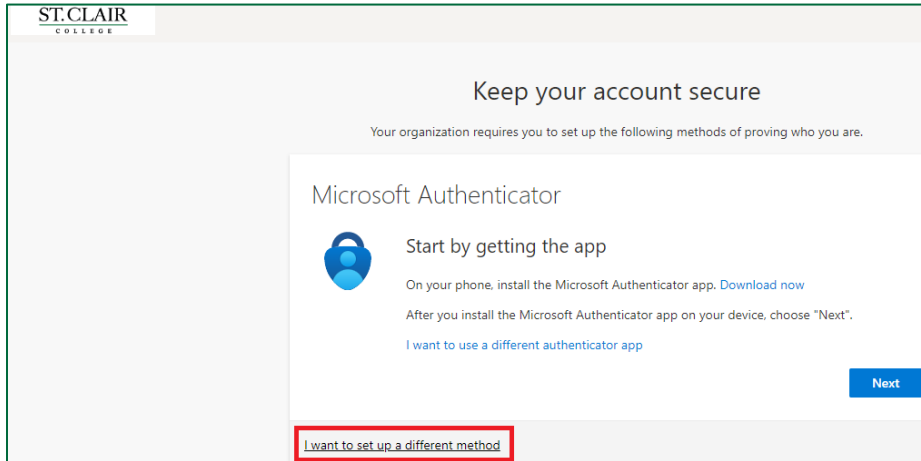 ST. CLAIR
COLLEGE
Keep your account secure
Your organization requires you to set up the following methods of proving who you are.
Microsoft Authenticator
Start by getting the app
On your phone, install the Microsoft Authenticator app. Download now
After you install the Microsoft Authenticator app on your device, choose "Next".
I want to use a different authenticator app
Next
I want to set up a different method